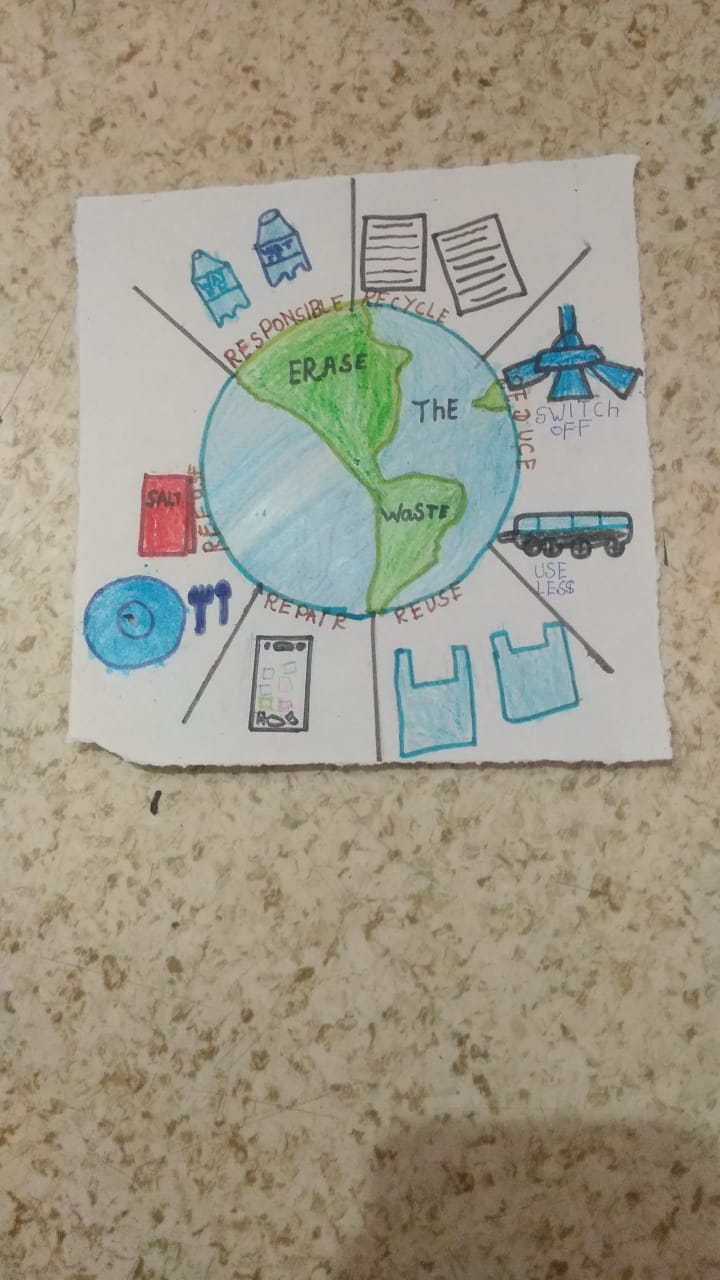 RESPONSIBLE
RECYCLE
ERASE
THE
WASTE
REDUCE
SWITCH
OFF
SALT
REFUSE
USE
LESS
REPAIR
REUSE